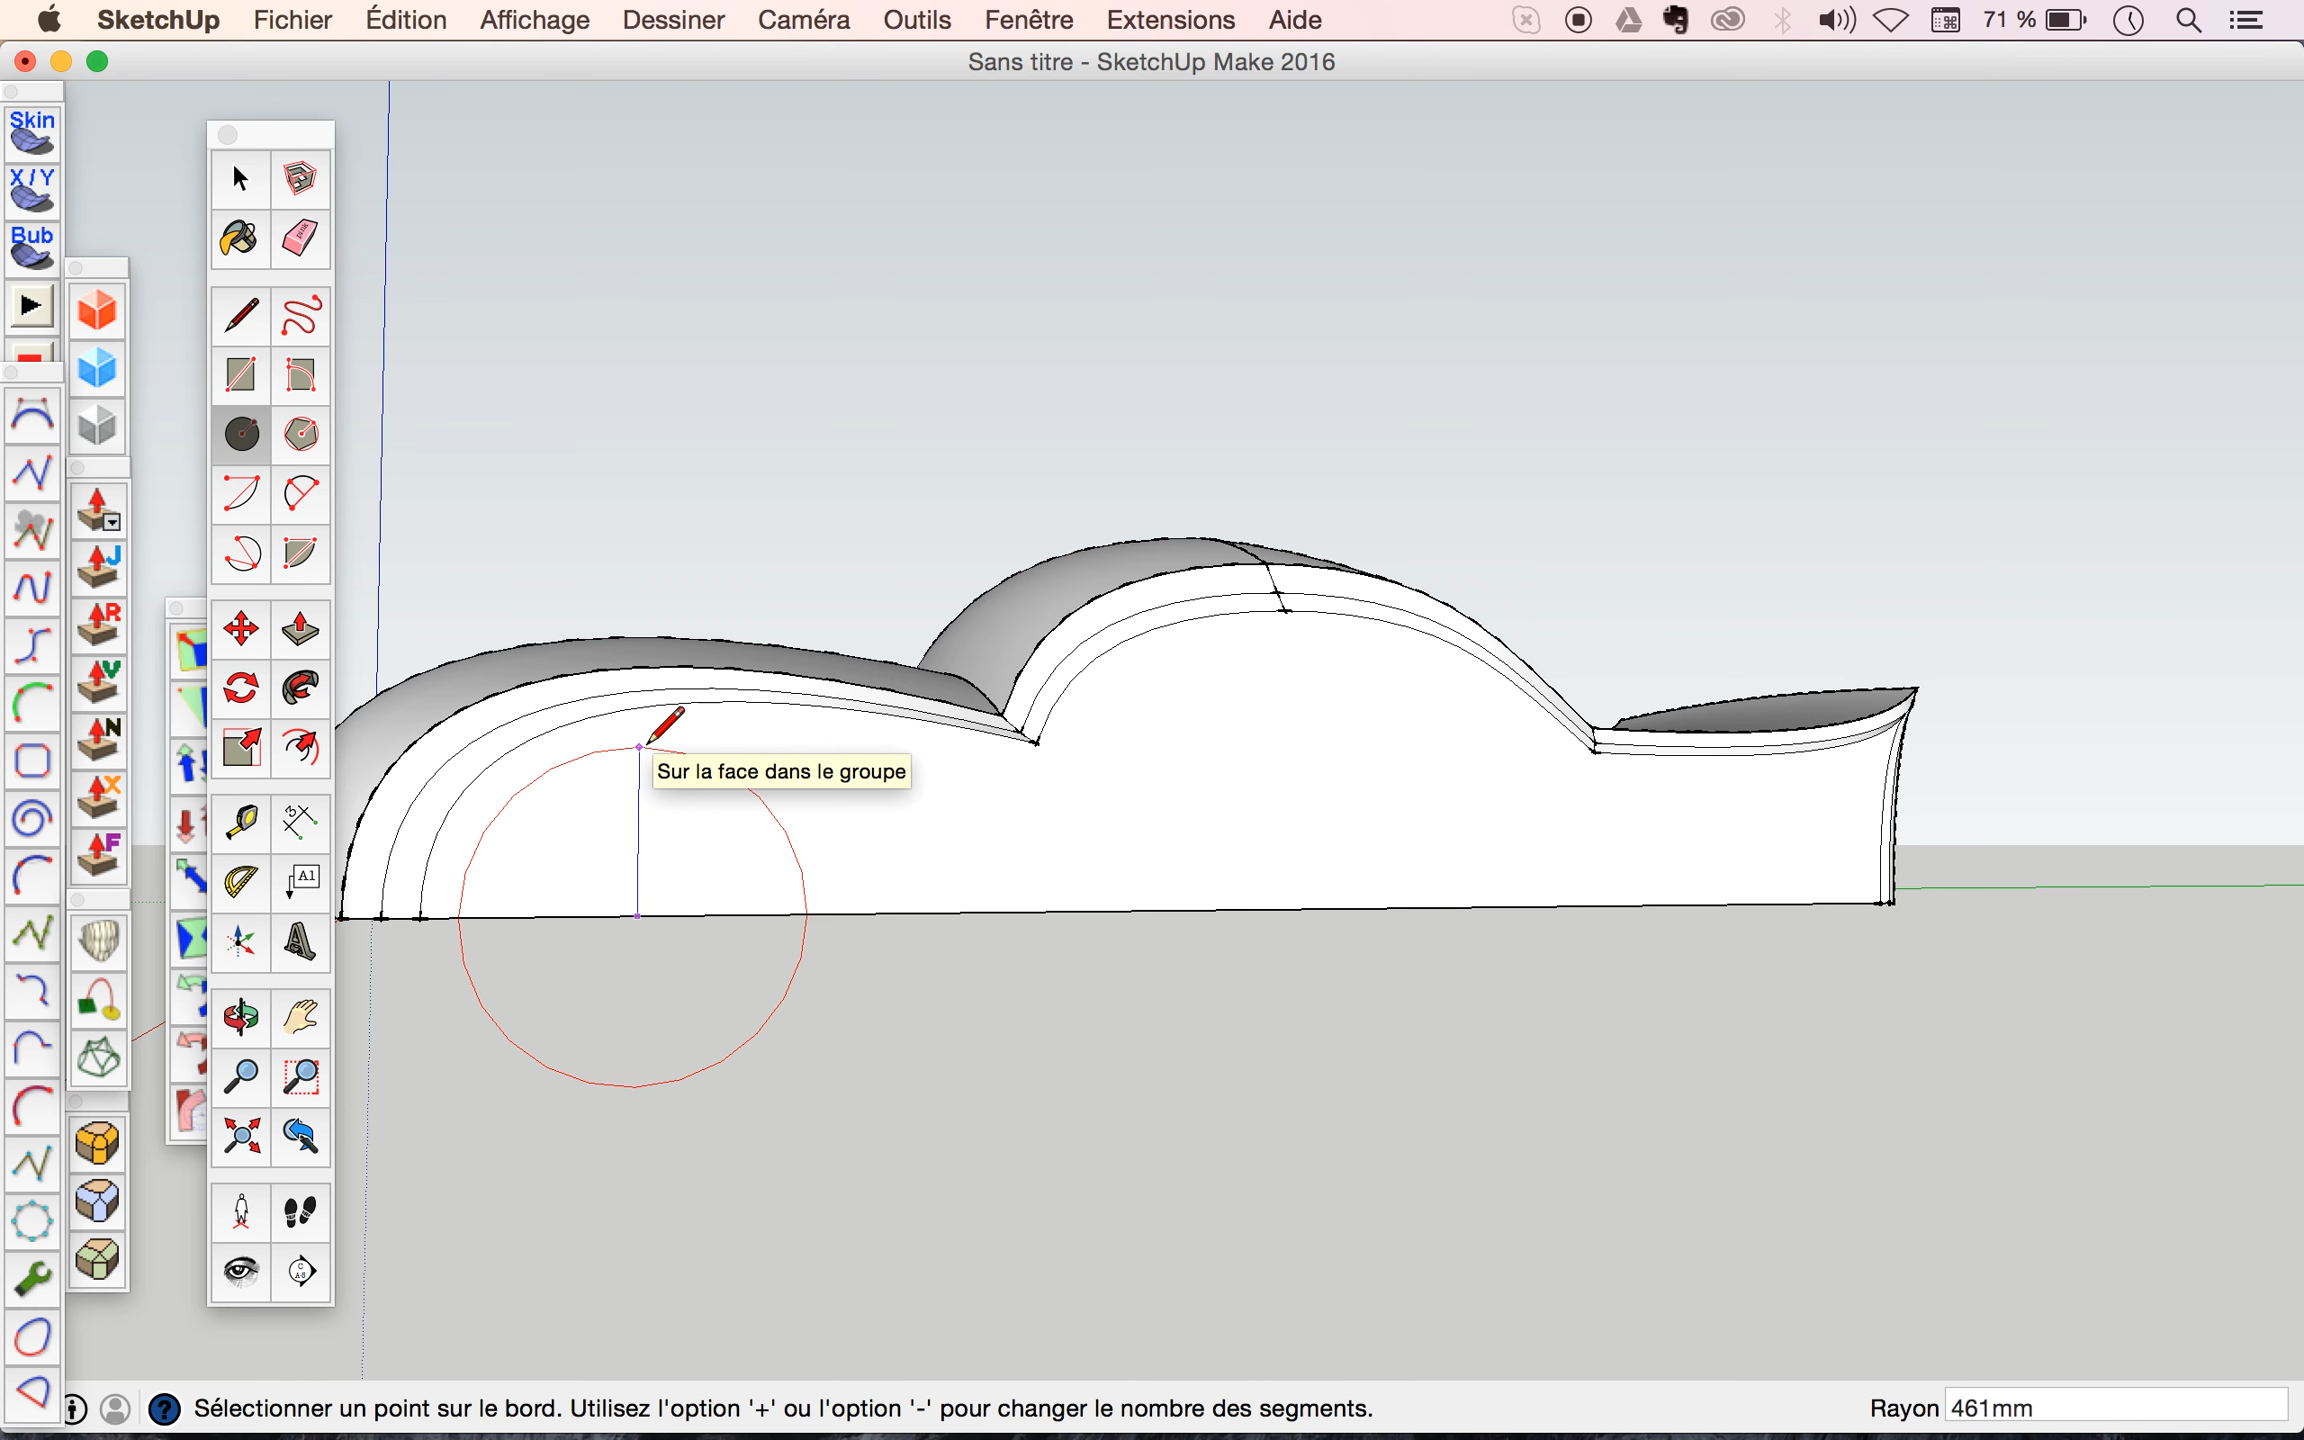 SketchUp Fichier Édition Affichage Dessiner Caméra Outils Fenêtre Extensions Aide 71 %
Sans titre - SketchUp Make 2016
Skin
X/Y
Bub
J
R
V
N
X
F
3
A1
Sur la face dans le groupe
Sélectionner un point sur le bord. Utilisez l'option '+' ou l'option '-' pour changer le nombre des segments.
Rayon 461mm